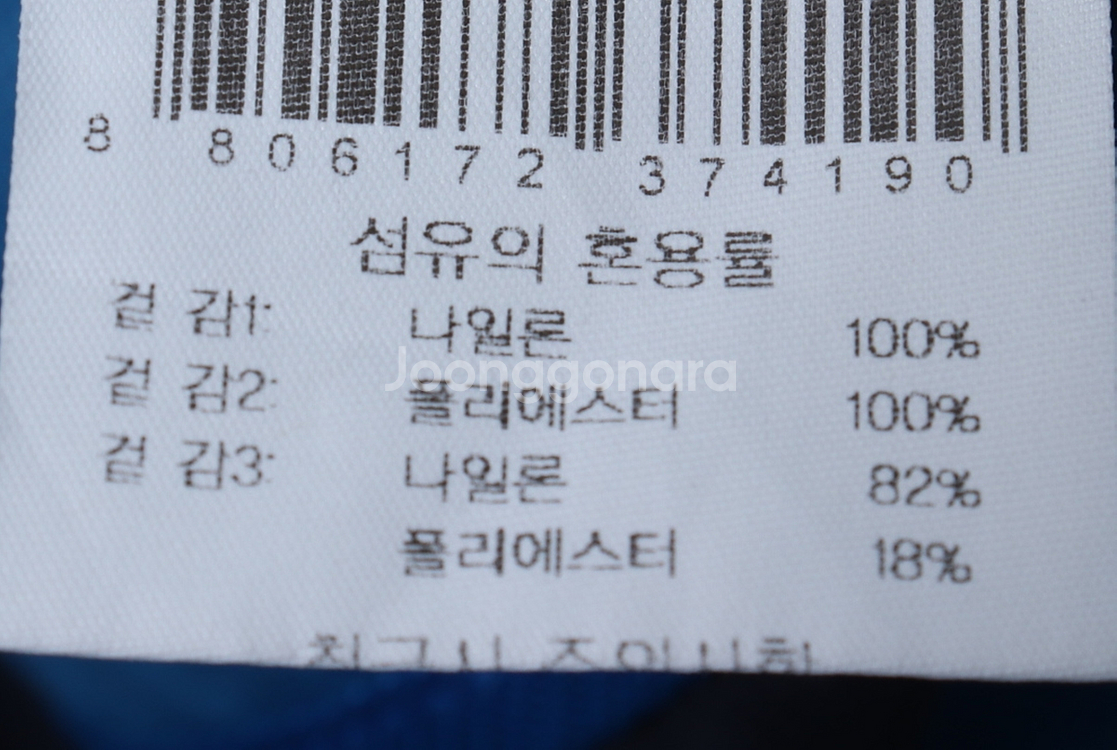 8 806172 374190
섬유의 혼용률
겉 감1: 나일론 100%
겉 감2: 폴리에스터 100%
겉 감3: 나일론 82%
폴리에스터 18%
Joonggonara